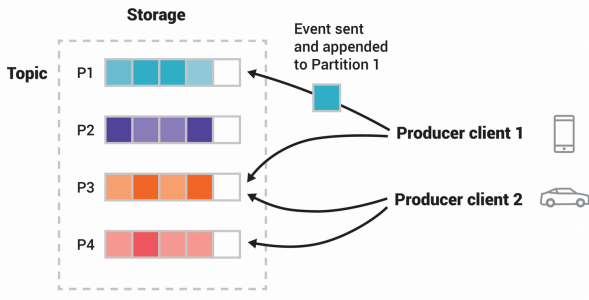 Storage
Event sent
and appended
to Partition 1
Topic
P1
P2
Producer client 1
P3
Producer client 2
P4